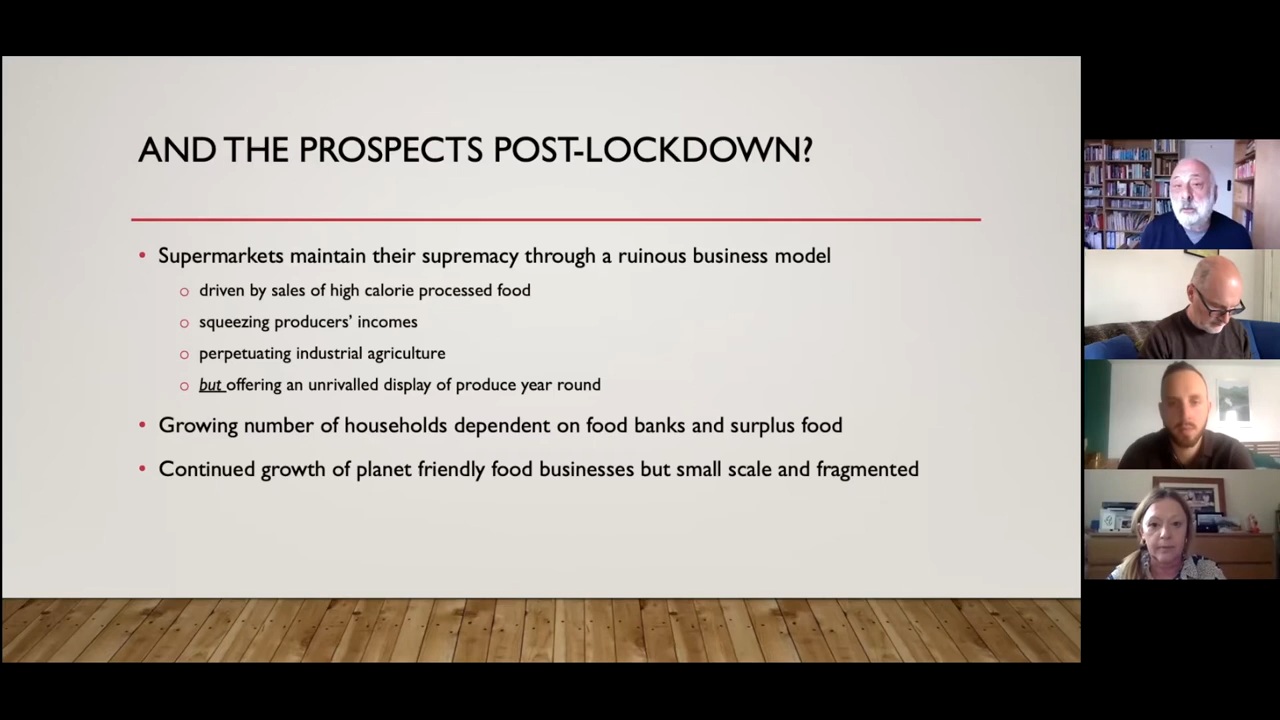 AND THE PROSPECTS POST-LOCKDOWN?
• Supermarkets maintain their supremacy through a ruinous business model
o driven by sales of high calorie processed food
o squeezing producers' incomes
o perpetuating industrial agriculture
o but offering an unrivalled display of produce year round
• Growing number of households dependent on food banks and surplus food
• Continued growth of planet friendly food businesses but small scale and fragmented